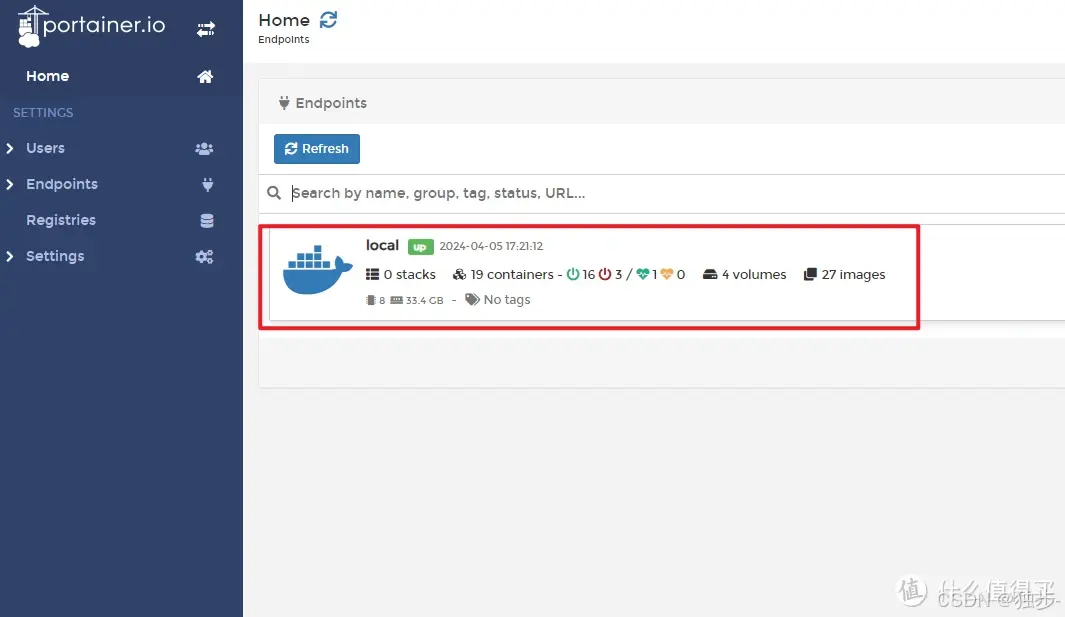 portainer.io
Home
SETTINGS
Users
Endpoints
Registries
Settings
Home
Endpoints
Endpoints
Refresh
Search by name, group, tag, status, URL...
local up 2024-04-05 17:21:12
0 stacks 19 containers - 16 3 / 1 0 4 volumes 27 images
8 33.4 GB - No tags
值 什么值得买
CSDN @独步-